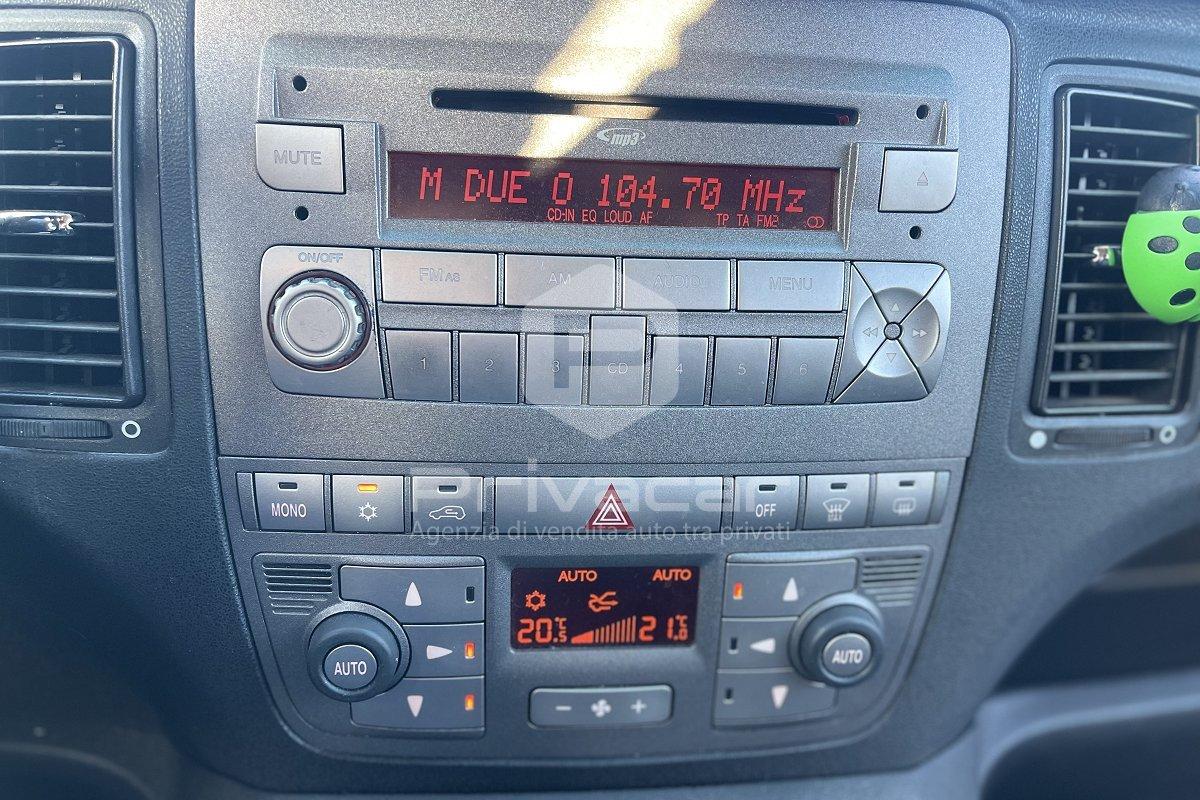 mp3
MUTE
M DUE O 104.70 MHz
CD:IN EQ LOUD AF TP TA FM2
ON/OFF
FM AS AM AUDIO MENU
1 2 3 CD 4 5 6
P
Privacar
Agenzia di vendita auto tra privati
MONO OFF
AUTO AUTO
20.5 °C 21.0 °C
AUTO AUTO
- +